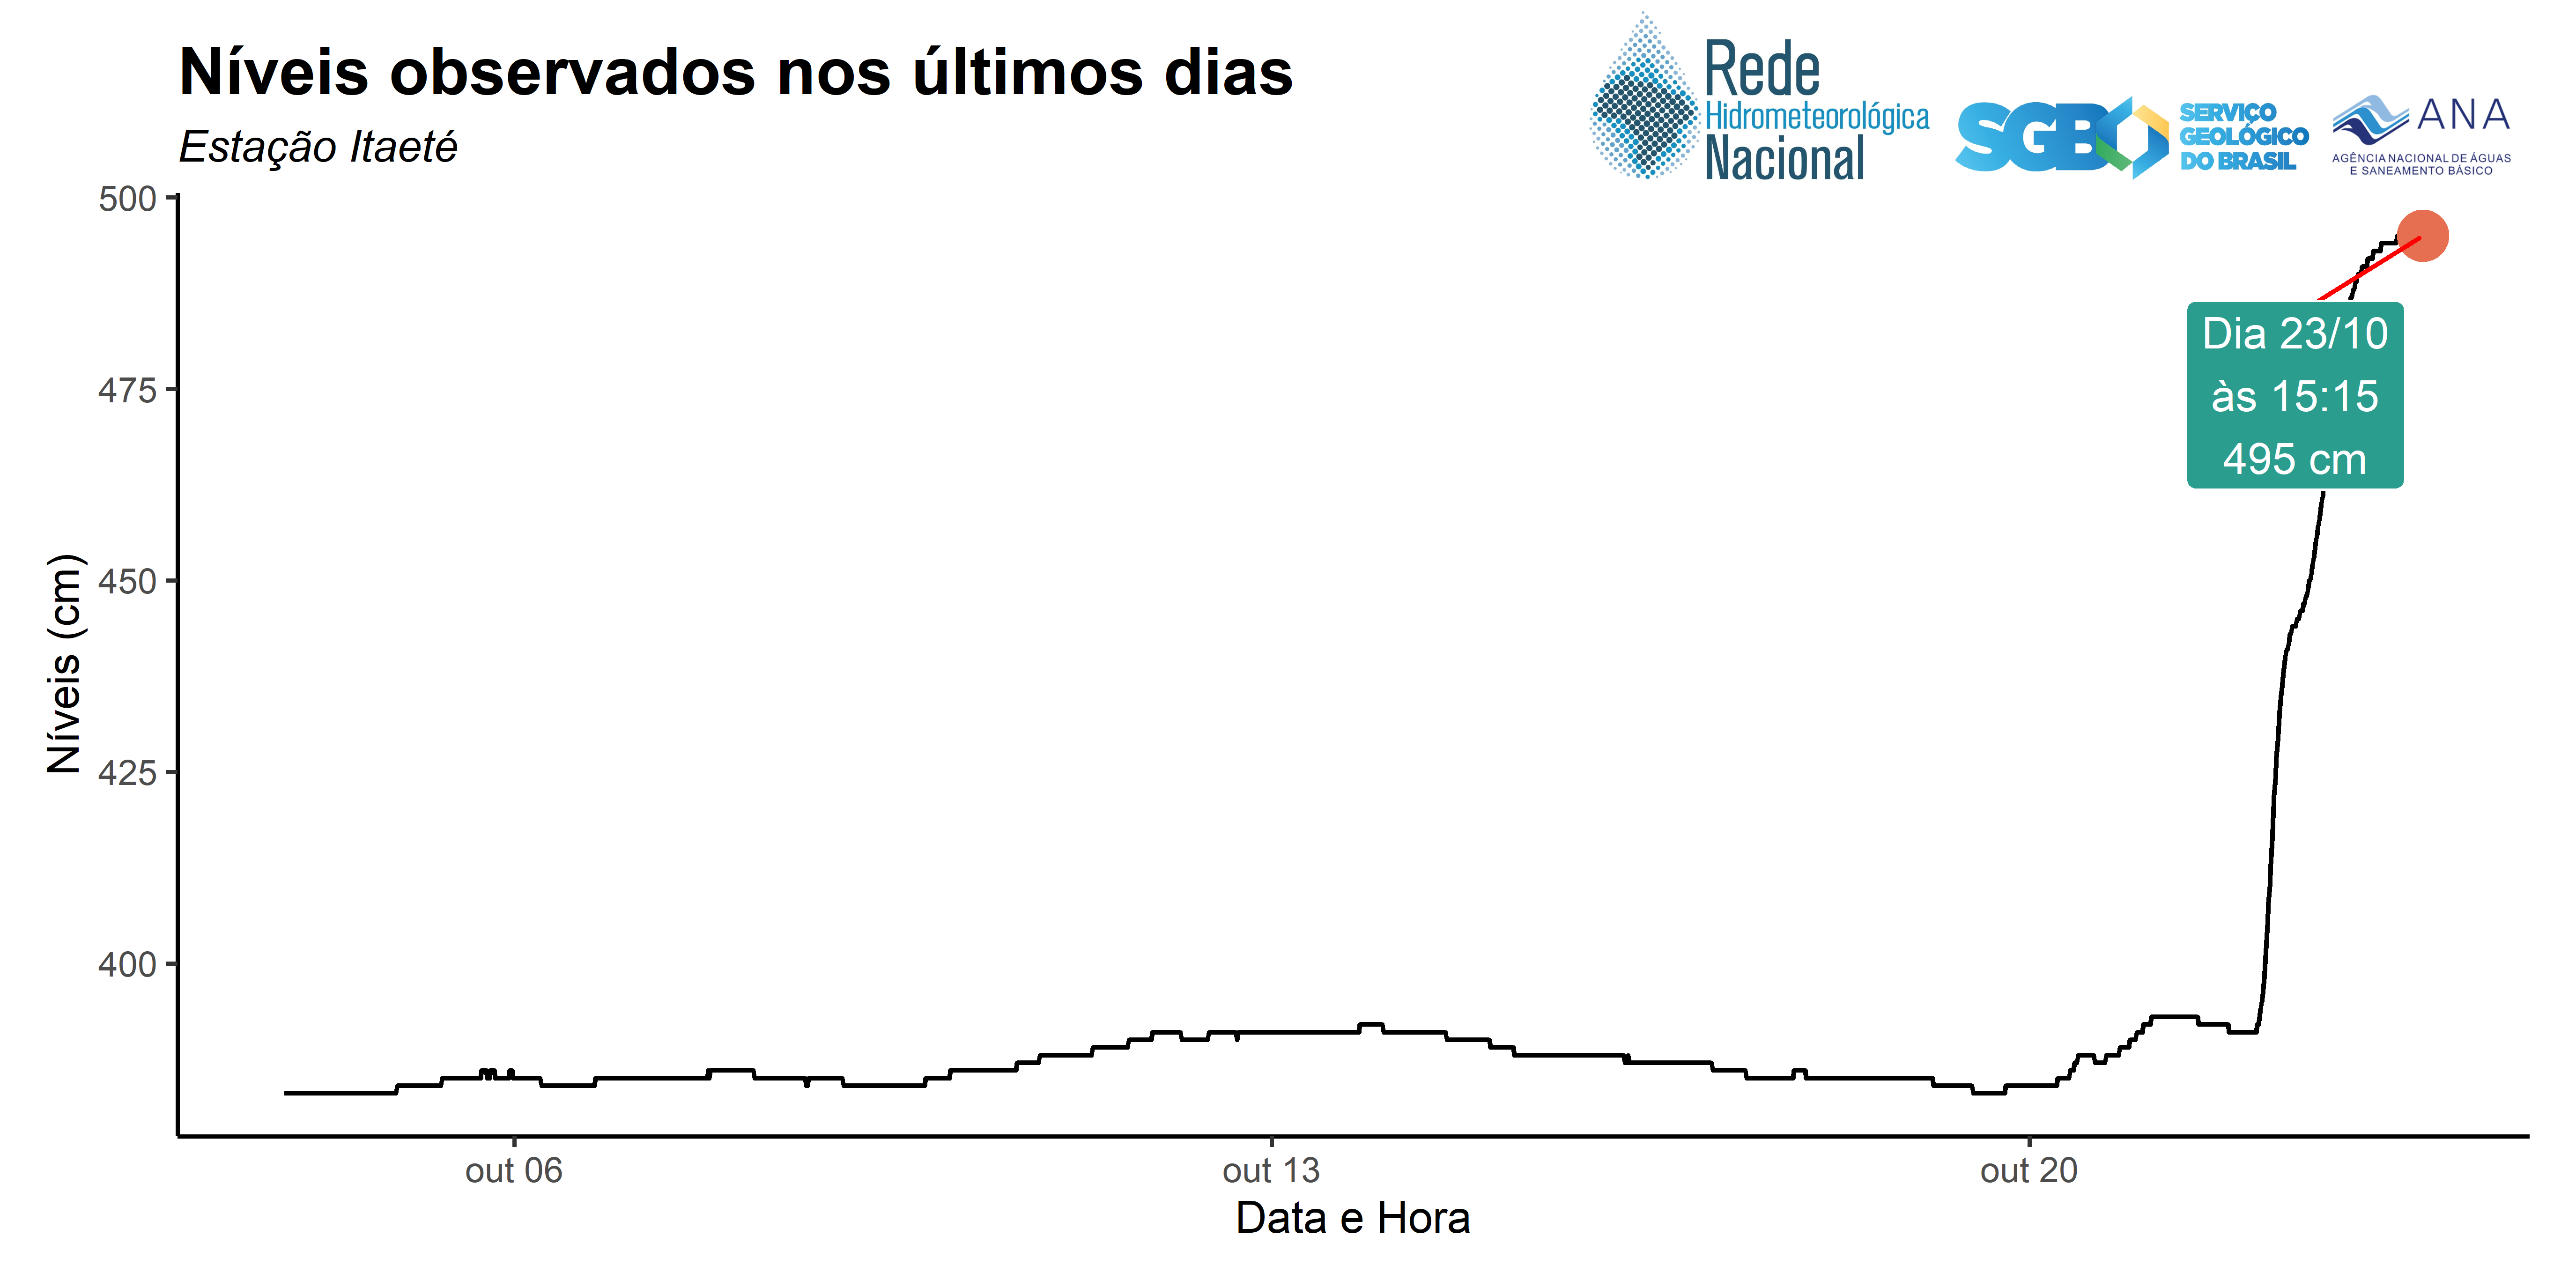 Níveis observados nos últimos dias
Estação Itaeté
Rede
Hidrometeorológica
Nacional
SGB
SERVIÇO
GEOLÓGICO
DO BRASIL
ANA
AGÊNCIA NACIONAL DE ÁGUAS
E SANEAMENTO BÁSICO
500
475
450
425
400
Níveis (cm)
Dia 23/10
às 15:15
495 cm
out 06
out 13
out 20
Data e Hora